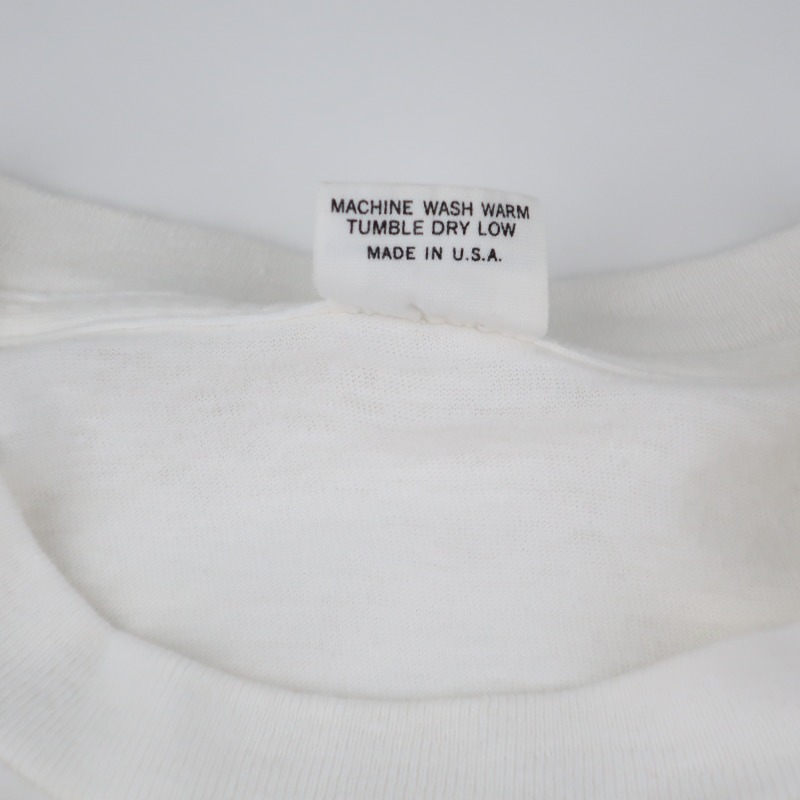 MACHINE WASH WARM
TUMBLE DRY LOW
MADE IN U.S.A.